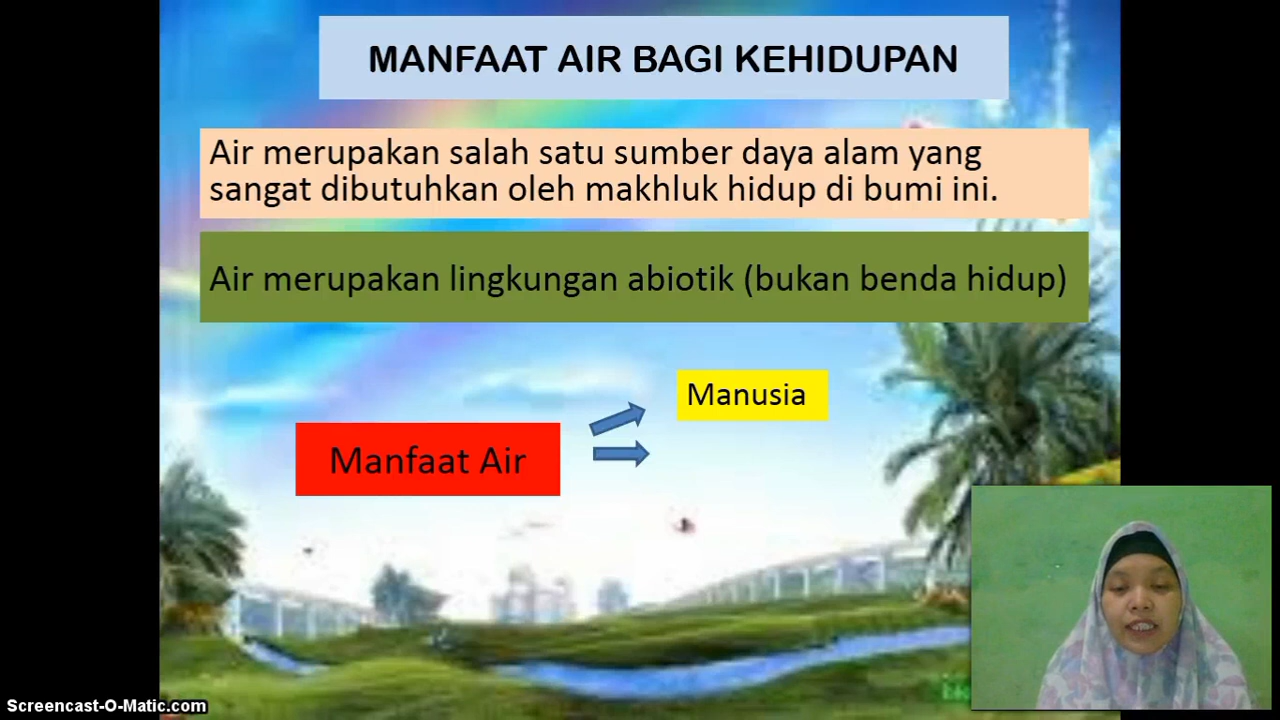 MANFAAT AIR BAGI KEHIDUPAN
Air merupakan salah satu sumber daya alam yang
sangat dibutuhkan oleh makhluk hidup di bumi ini.
Air merupakan lingkungan abiotik (bukan benda hidup)
Manusia
Manfaat Air
Screencast-O-Matic.com